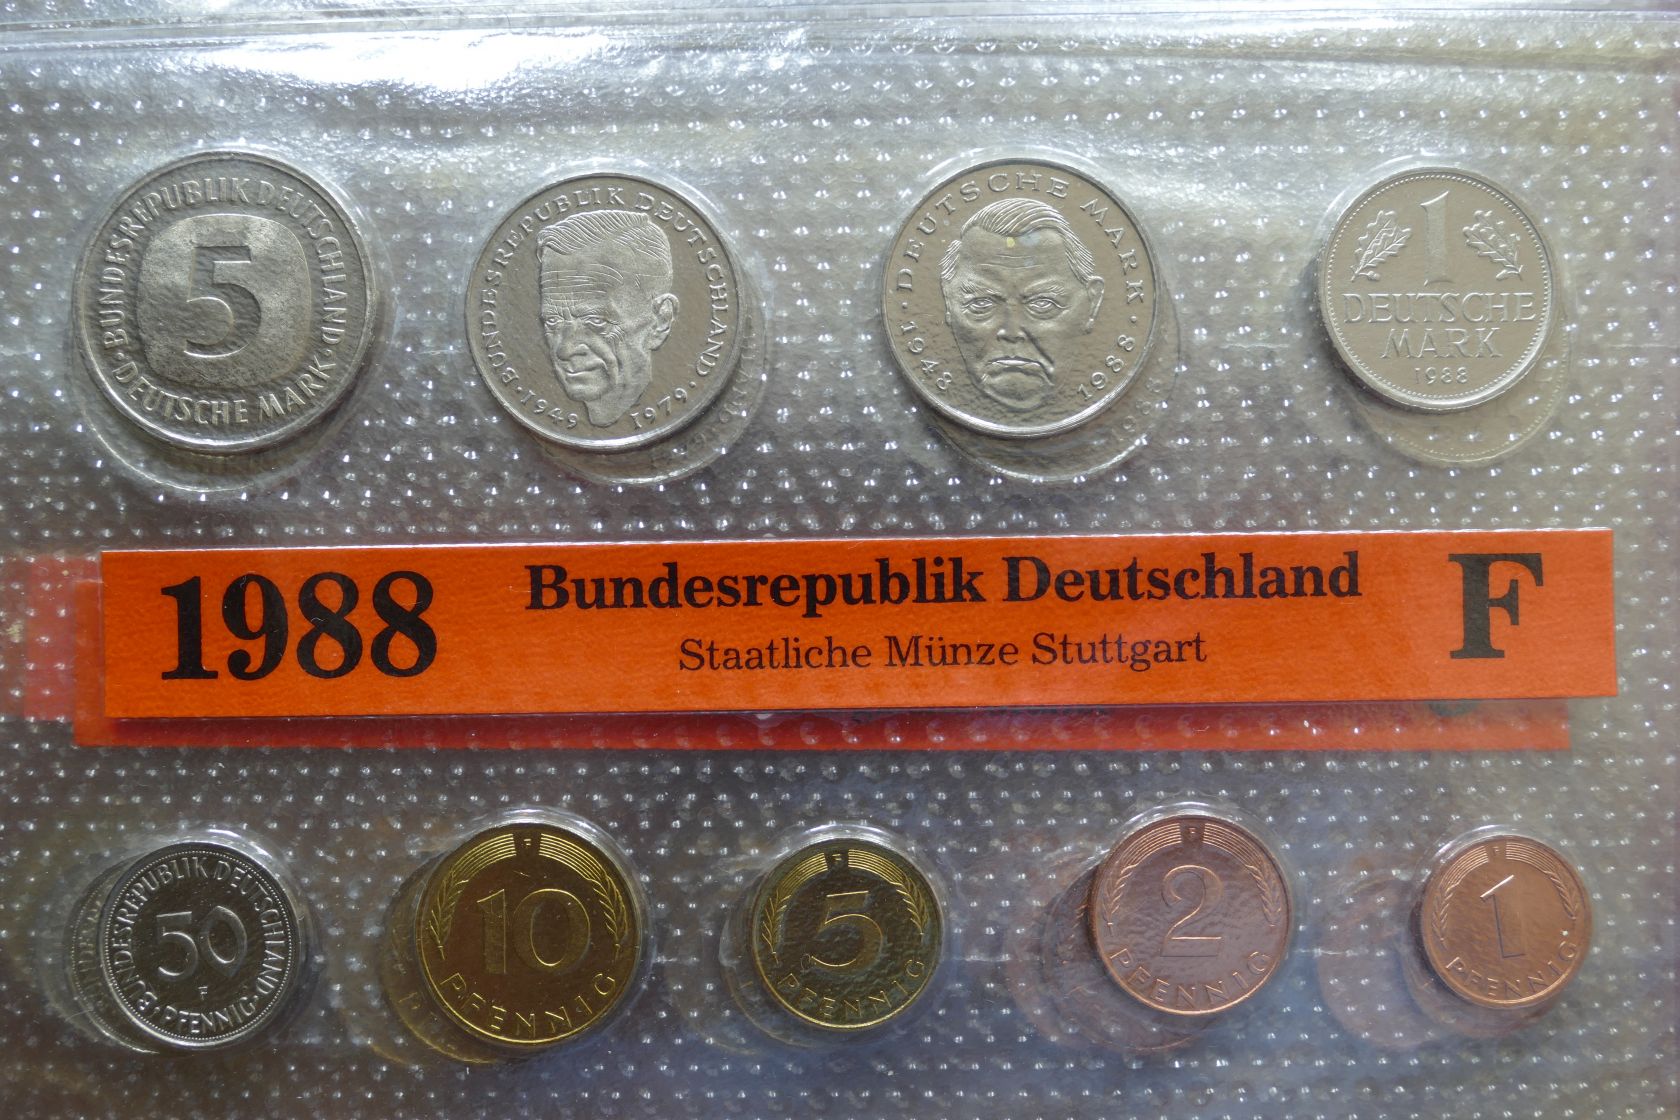 BUNDESREPUBLIK DEUTSCHLAND
5
DEUTSCHE MARK
BUNDESREPUBLIK DEUTSCHLAND
1949 1979
DEUTSCHE MARK
1948 1988
1
DEUTSCHE
MARK
1988
1988
Bundesrepublik Deutschland
Staatliche Münze Stuttgart
F
BUNDESREPUBLIK DEUTSCHLAND
50
F
PFENNIG
F
10
PFENNIG
F
5
PFENNIG
F
2
PFENNIG
F
1
PFENNIG